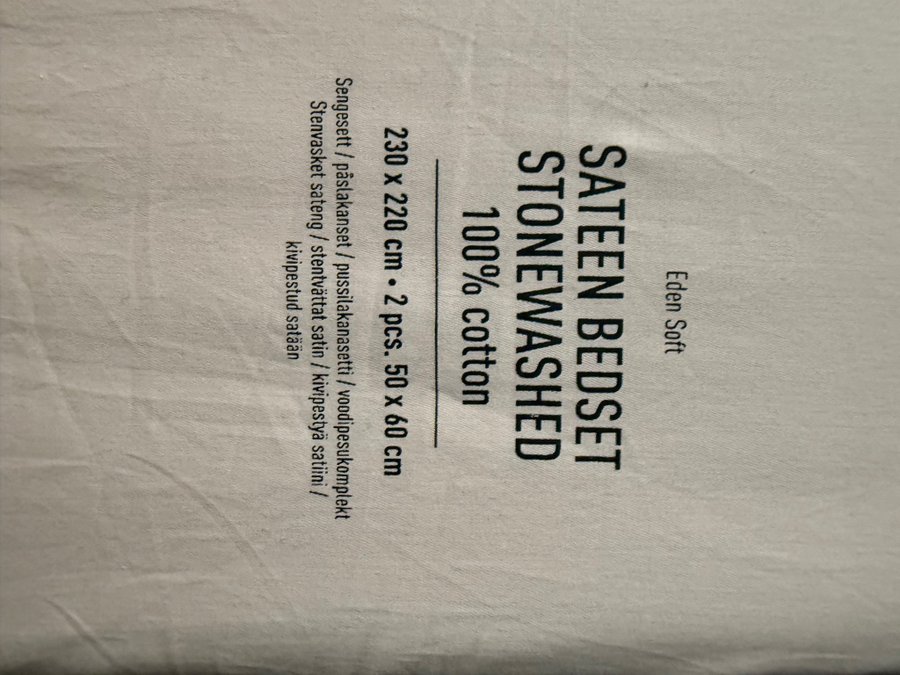 Eden Soft
SATEEN BEDSET
STONEWASHED
100% cotton
230 x 220 cm • 2 pcs. 50 x 60 cm
Sengesett / påslakanset / pussilakanasetti / voodipesukomplekt
Stenvasket sateng / stentvättat satin / kivipestyä satiini /
kivipestud satään